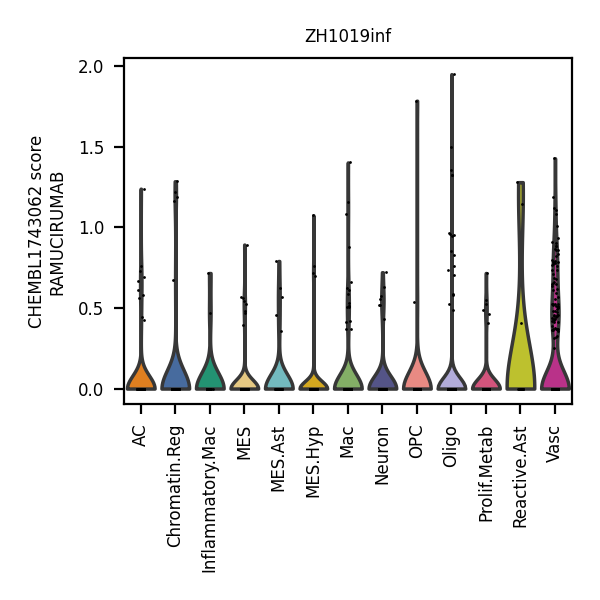 ZH1019inf
CHEMBL1743062 score
RAMUCIRUMAB
2.0
1.5
1.0
0.5
0.0
AC
Chromatin.Reg
Inflammatory.Mac
MES
MES.Ast
MES.Hyp
Mac
Neuron
OPC
Oligo
Prolif.Metab
Reactive.Ast
Vasc